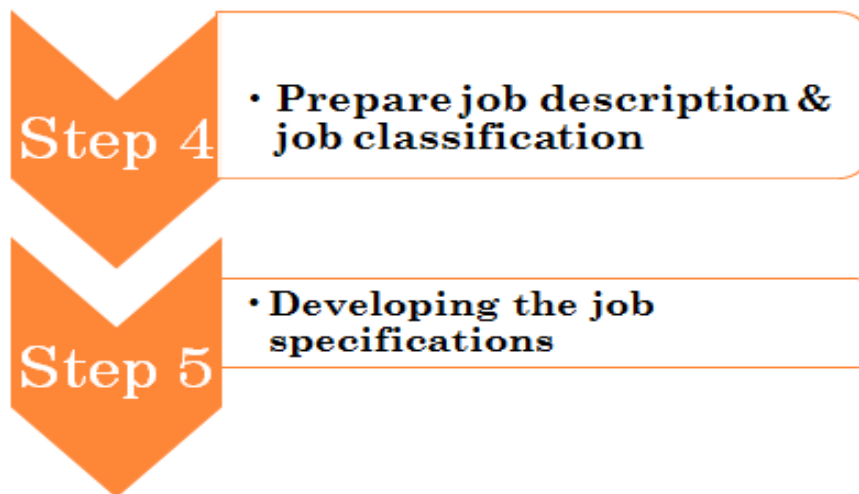 Step 4
• Prepare job description &
job classification
Step 5
• Developing the job
specifications